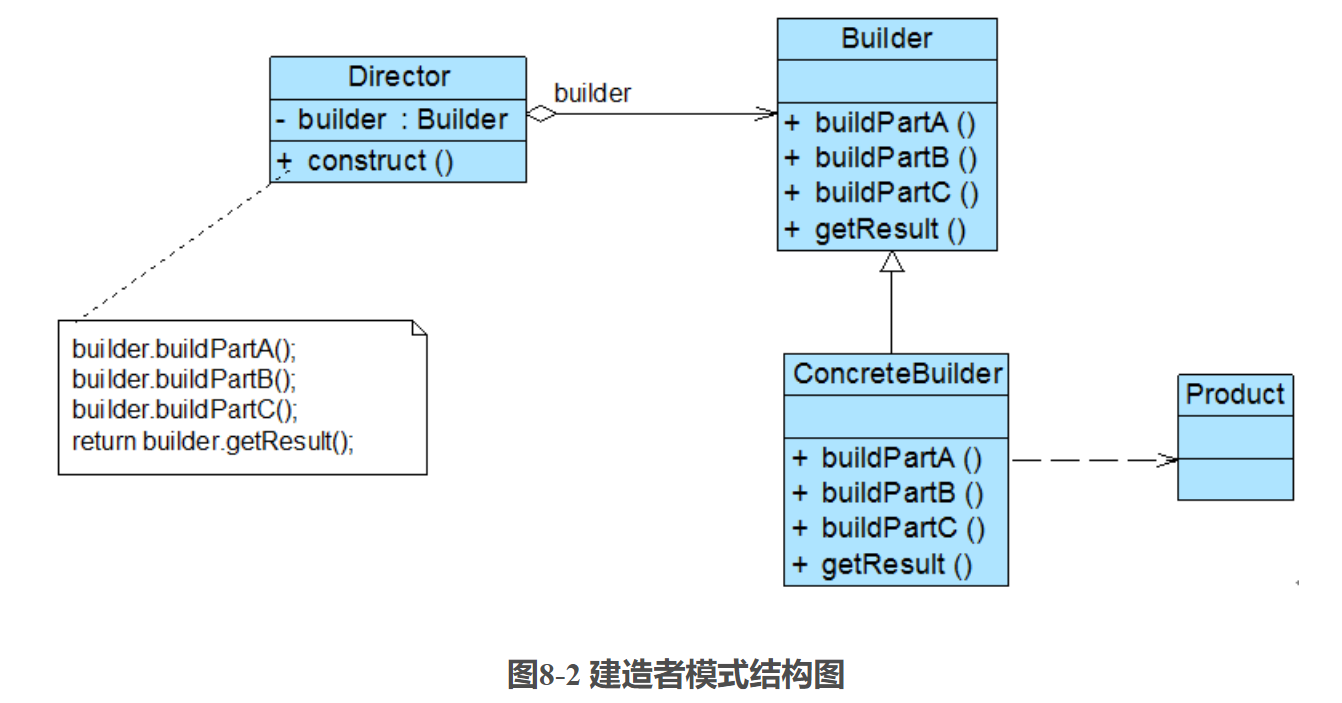 Director
- builder : Builder
+ construct ()
builder
Builder
+ buildPartA ()
+ buildPartB ()
+ buildPartC ()
+ getResult ()
builder.buildPartA();
builder.buildPartB();
builder.buildPartC();
return builder.getResult();
ConcreteBuilder
+ buildPartA ()
+ buildPartB ()
+ buildPartC ()
+ getResult ()
Product
图8-2 建造者模式结构图